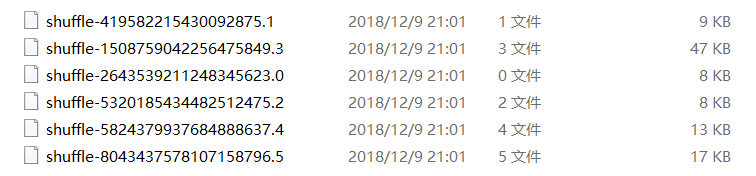 shuffle-419582215430092875.1 2018/12/9 21:01 1 文件 9 KB
shuffle-1508759042256475849.3 2018/12/9 21:01 3 文件 47 KB
shuffle-2643539211248345623.0 2018/12/9 21:01 0 文件 8 KB
shuffle-5320185434482512475.2 2018/12/9 21:01 2 文件 8 KB
shuffle-5824379937684888637.4 2018/12/9 21:01 4 文件 13 KB
shuffle-8043437578107158796.5 2018/12/9 21:01 5 文件 17 KB